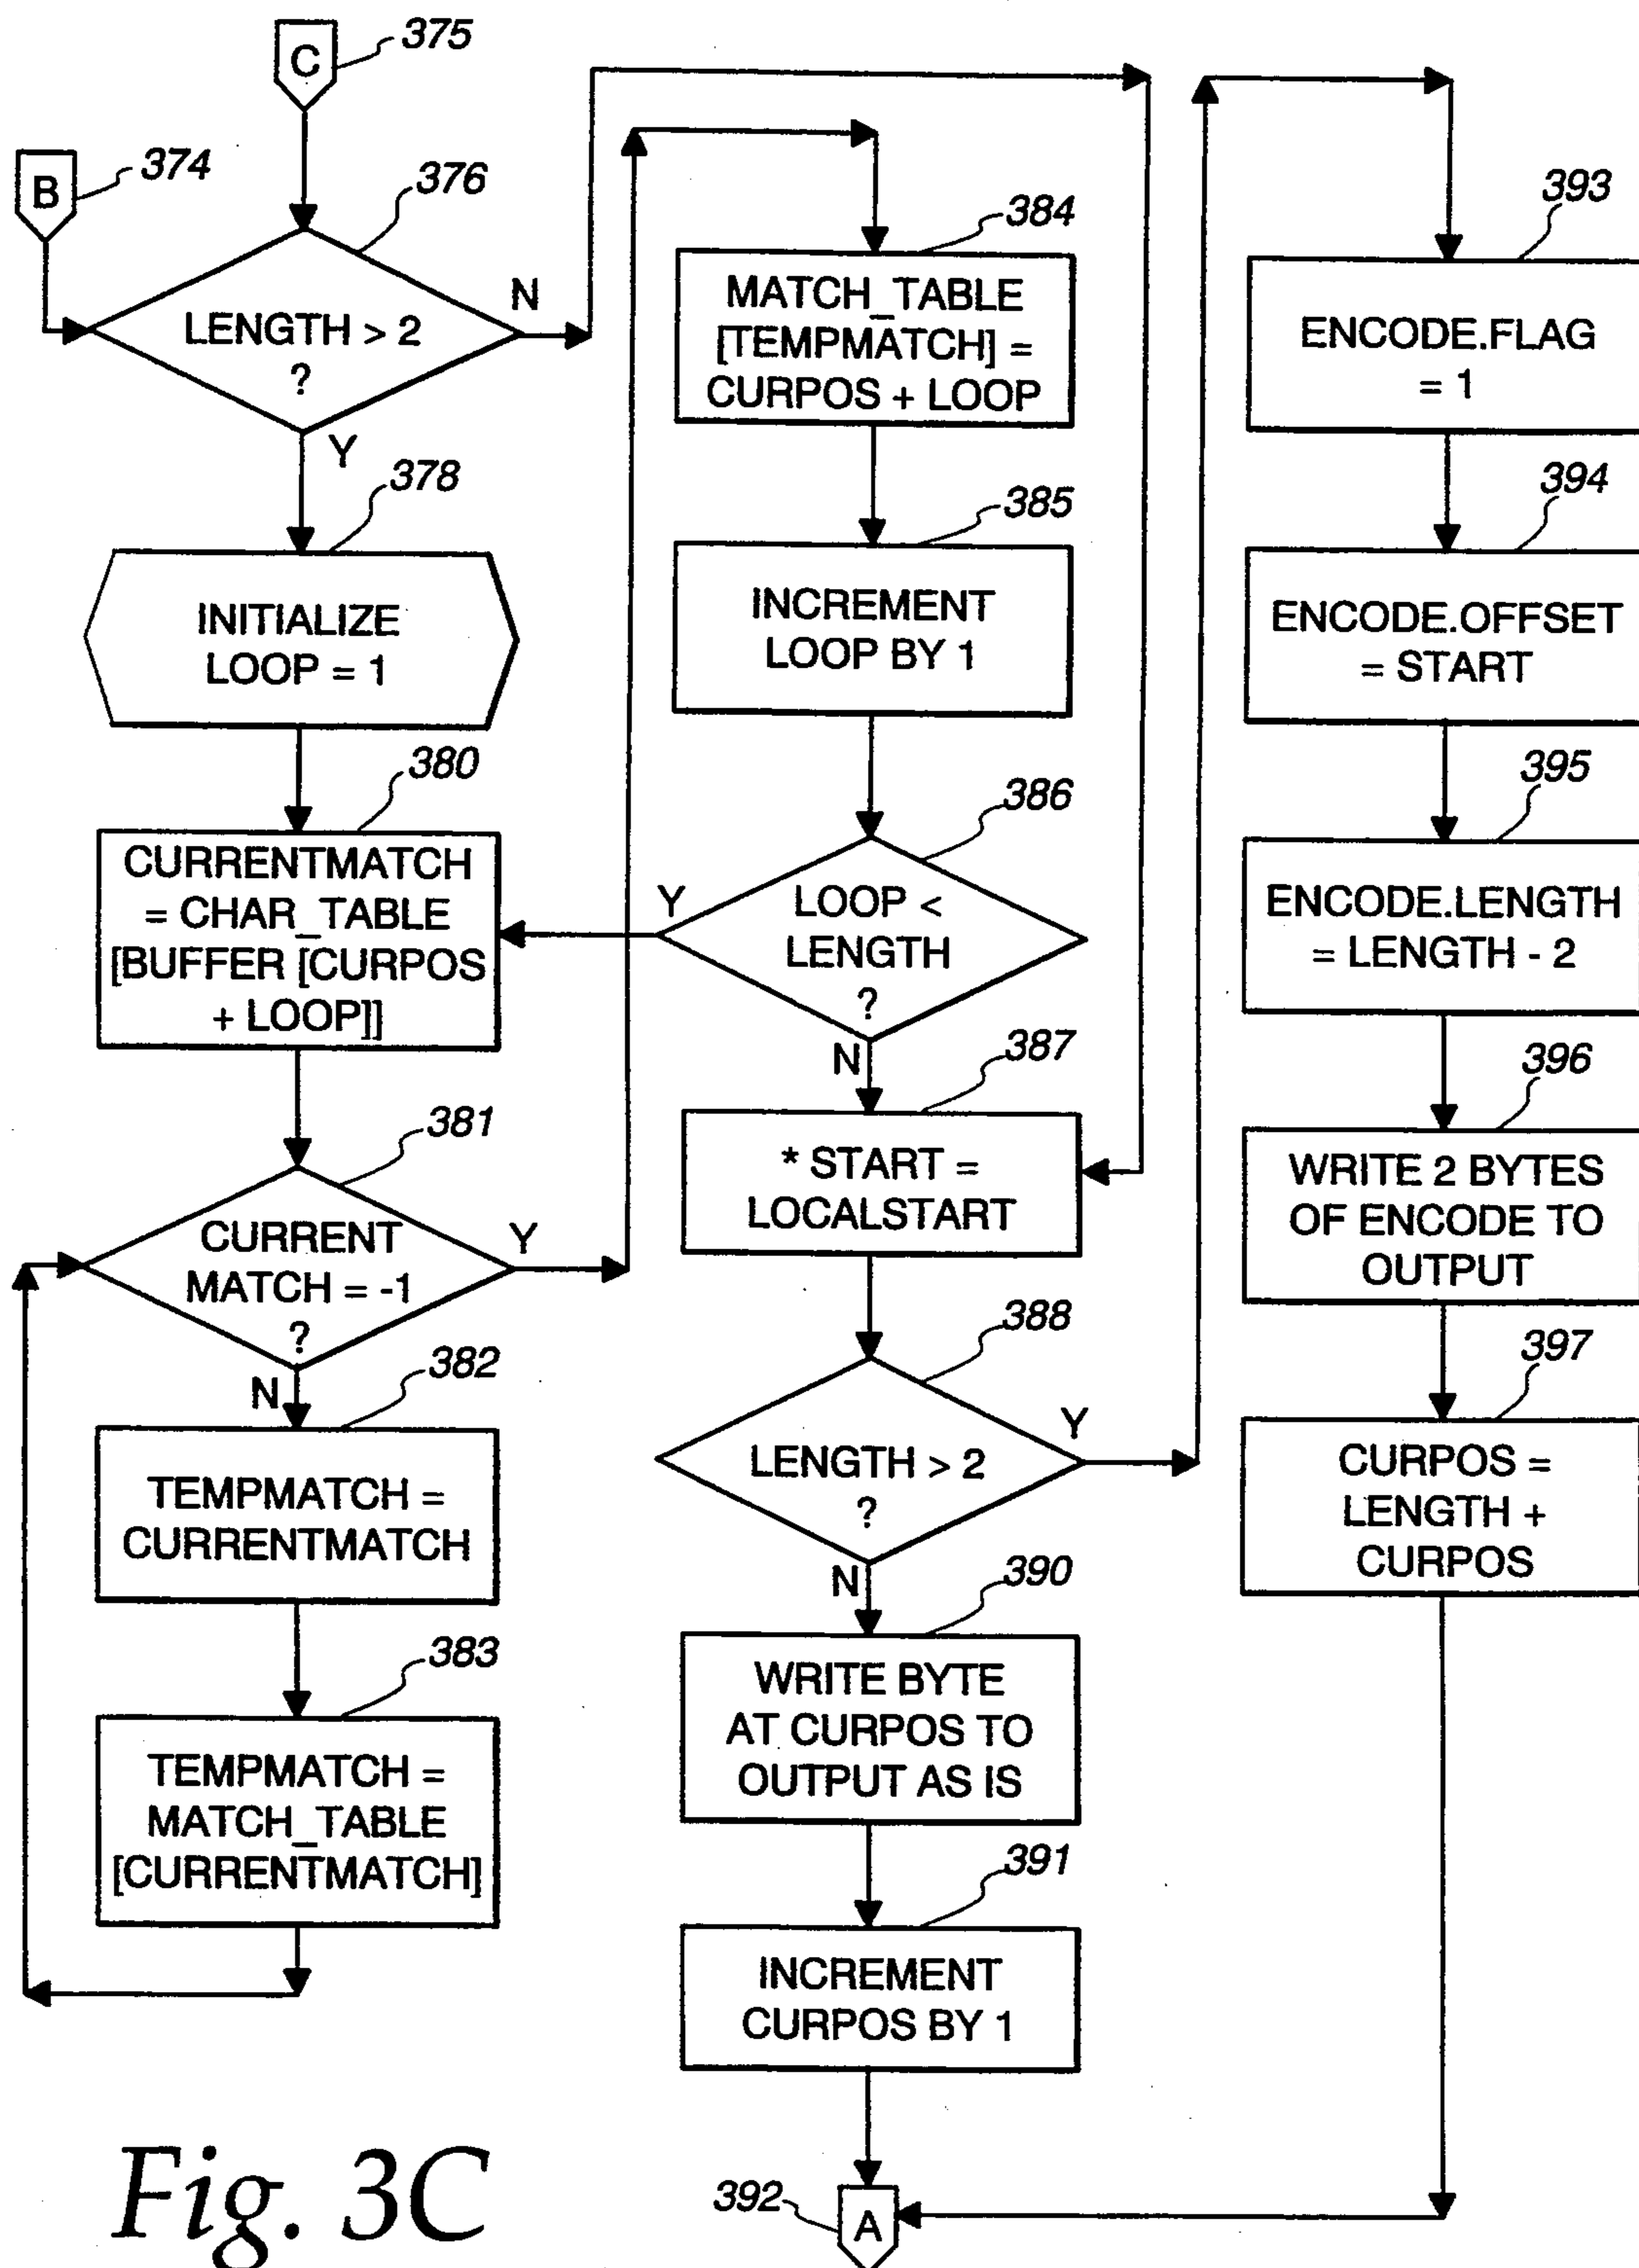 C
375
B
374
376
LENGTH > 2
?
N
Y
378
INITIALIZE
LOOP = 1
380
CURRENTMATCH
= CHAR_TABLE
[BUFFER [CURPOS
+ LOOP]]
381
CURRENT
MATCH = -1
?
Y
N
382
TEMPMATCH =
CURRENTMATCH
383
TEMPMATCH =
MATCH_TABLE
[CURRENTMATCH]
384
MATCH_TABLE
[TEMPMATCH] =
CURPOS + LOOP
385
INCREMENT
LOOP BY 1
386
Y
LOOP <
LENGTH
?
N
387
* START =
LOCALSTART
388
LENGTH > 2
?
Y
N
390
WRITE BYTE
AT CURPOS TO
OUTPUT AS IS
391
INCREMENT
CURPOS BY 1
392
A
393
ENCODE.FLAG
= 1
394
ENCODE.OFFSET
= START
395
ENCODE.LENGTH
= LENGTH - 2
396
WRITE 2 BYTES
OF ENCODE TO
OUTPUT
397
CURPOS =
LENGTH +
CURPOS
Fig. 3C